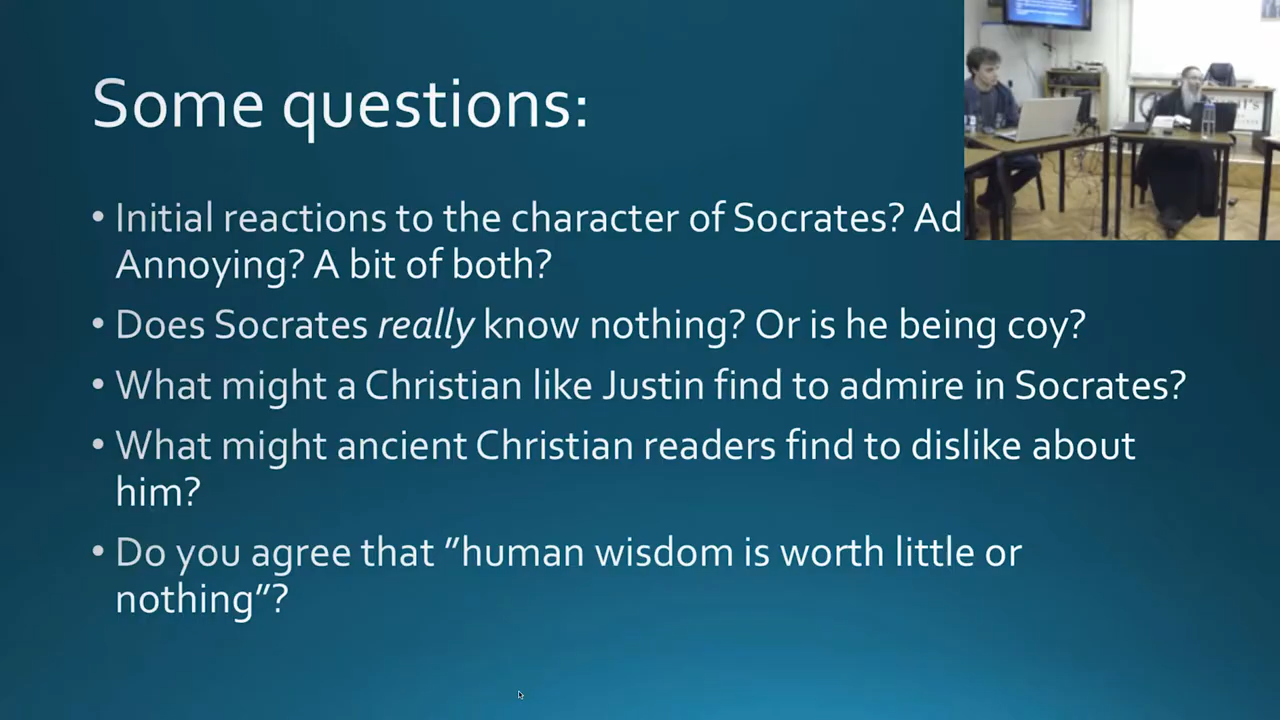 Some questions:
• Initial reactions to the character of Socrates? Ad
Annoying? A bit of both?
• Does Socrates really know nothing? Or is he being coy?
• What might a Christian like Justin find to admire in Socrates?
• What might ancient Christian readers find to dislike about
him?
• Do you agree that ”human wisdom is worth little or
nothing”?